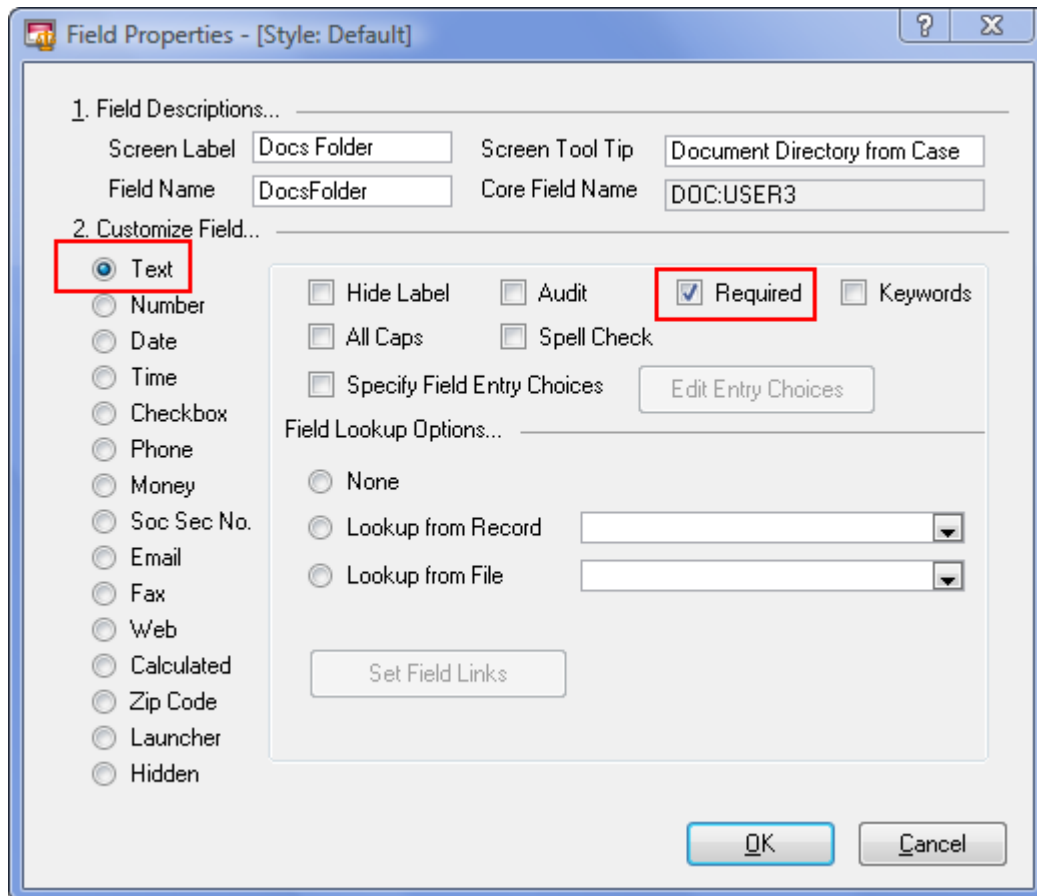 Field Properties - [Style: Default]
1. Field Descriptions...
Screen Label Docs Folder Screen Tool Tip Document Directory from Case
Field Name DocsFolder Core Field Name DOC:USER3
2. Customize Field...
Text
Number
Date
Time
Checkbox
Phone
Money
Soc Sec No.
Email
Fax
Web
Calculated
Zip Code
Launcher
Hidden
Hide Label Audit Required Keywords
All Caps Spell Check
Specify Field Entry Choices Edit Entry Choices
Field Lookup Options...
None
Lookup from Record
Lookup from File
Set Field Links
OK Cancel